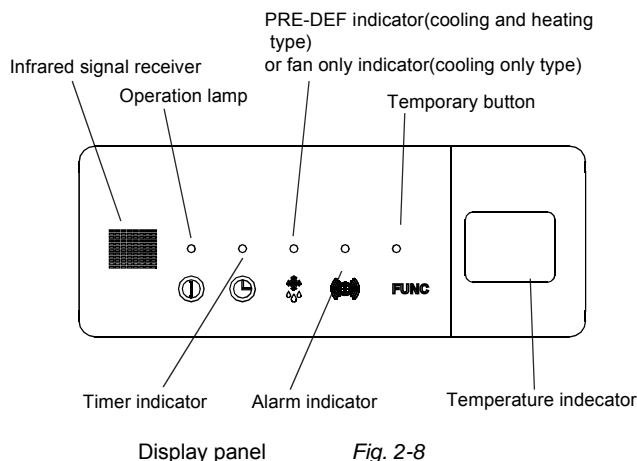 PRE-DEF indicator(cooling and heating
type)
or fan only indicator(cooling only type)
Infrared signal receiver
Operation lamp
Temporary button
FUNC
Timer indicator
Alarm indicator
Temperature indecator
Display panel
Fig. 2-8